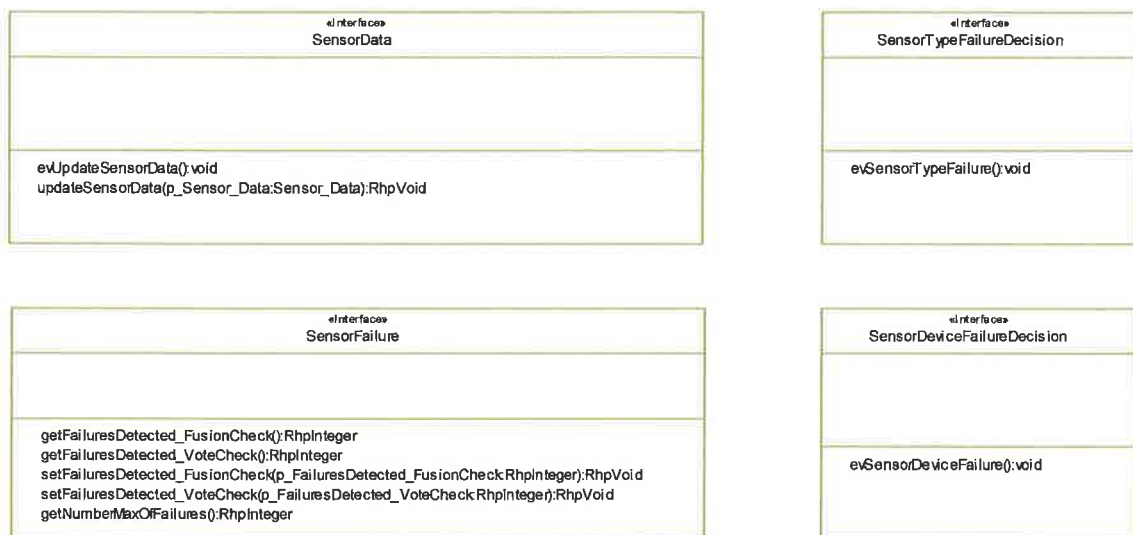 «Interface»
SensorData
evUpdateSensorData():void
updateSensorData(p_Sensor_Data:Sensor_Data):RhpVoid
«Interface»
SensorTypeFailureDecision
evSensorTypeFailure():void
«Interface»
SensorFailure
getFailuresDetected_FusionCheck():RhpInteger
getFailuresDetected_VoteCheck():RhpInteger
setFailuresDetected_FusionCheck(p_FailuresDetected_FusionCheck:RhpInteger):RhpVoid
setFailuresDetected_VoteCheck(p_FailuresDetected_VoteCheck:RhpInteger):RhpVoid
getNumberMaxOfFailures():RhpInteger
«Interface»
SensorDeviceFailureDecision
evSensorDeviceFailure():void